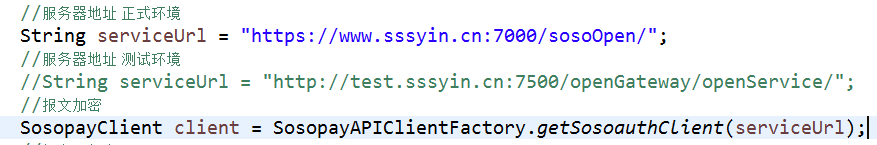 //服务器地址 正式环境
String serviceUrl = "https://www.sssyin.cn:7000/sosoOpen/";
//服务器地址 测试环境
//String serviceUrl = "http://test.sssyin.cn:7500/openGateway/openService/";
//报文加密
SosopayClient client = SosopayAPIClientFactory.getSosoauthClient(serviceUrl);